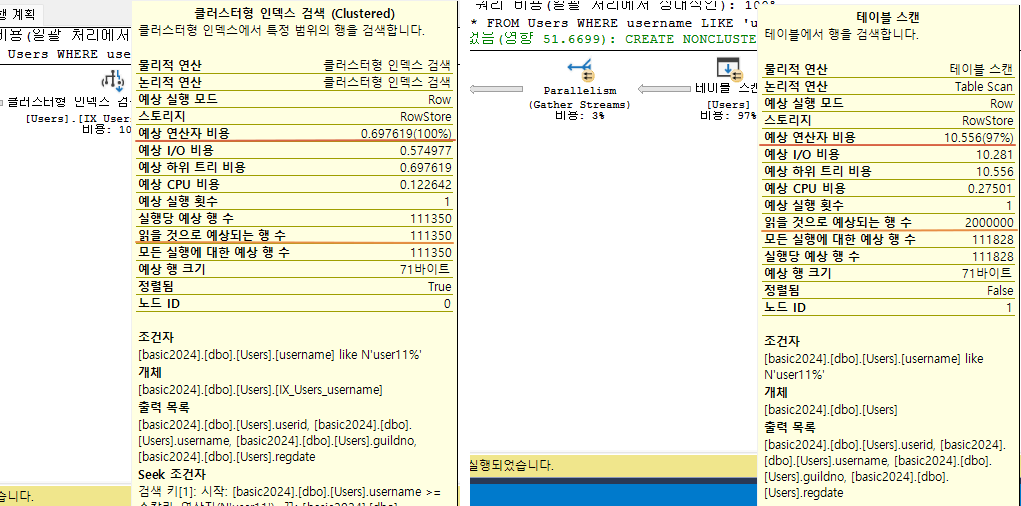 행 계획
비용(일괄 처리에서
Users WHERE use
클러스터형 인덱스 검
[Users].[IX_User
비용: 10
습니다.
클러스터형 인덱스 검색 (Clustered)
클러스터형 인덱스에서 특정 범위의 행을 검색합니다.
물리적 연산 클러스터형 인덱스 검색
논리적 연산 클러스터형 인덱스 검색
예상 실행 모드 Row
스토리지 RowStore
예상 연산자 비용 0.697619(100%)
예상 I/O 비용 0.574977
예상 하위 트리 비용 0.697619
예상 CPU 비용 0.122642
예상 실행 횟수 1
실행당 예상 행 수 111350
읽을 것으로 예상되는 행 수 111350
모든 실행에 대한 예상 행 수 111350
예상 행 크기 71바이트
정렬됨 True
노드 ID 0
조건자
[basic2024].[dbo].[Users].[username] like N'user11%'
개체
[basic2024].[dbo].[Users].[IX_Users_username]
출력 목록
[basic2024].[dbo].[Users].userid, [basic2024].[dbo].
[Users].username, [basic2024].[dbo].[Users].guildno,
[basic2024].[dbo].[Users].regdate
Seek 조건자
검색 키[1]: 시작: [basic2024].[dbo].[Users].username >=
쿼리 비용(일괄 처리에서 상대적인): 100%
* FROM Users WHERE username LIKE 'u
없음(영향 51.6699): CREATE NONCLUSTE
Parallelism
(Gather Streams)
비용: 3%
테이블 스캔
[Users]
비용: 97%
실행되었습니다.
테이블 스캔
테이블에서 행을 검색합니다.
물리적 연산 테이블 스캔
논리적 연산 Table Scan
예상 실행 모드 Row
스토리지 RowStore
예상 연산자 비용 10.556(97%)
예상 I/O 비용 10.281
예상 하위 트리 비용 10.556
예상 CPU 비용 0.27501
예상 실행 횟수 1
읽을 것으로 예상되는 행 수 2000000
모든 실행에 대한 예상 행 수 111828
실행당 예상 행 수 111828
예상 행 크기 71바이트
정렬됨 False
노드 ID 1
조건자
[basic2024].[dbo].[Users].[username] like
N'user11%'
개체
[basic2024].[dbo].[Users]
출력 목록
[basic2024].[dbo].[Users].userid, [basic2024].
[dbo].[Users].username, [basic2024].[dbo].
[Users].guildno, [basic2024].[dbo].
[Users].regdate